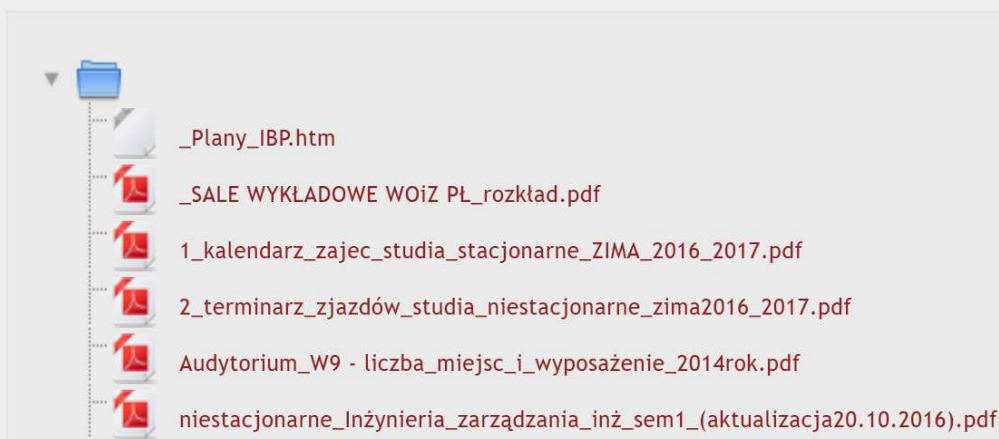 _Plany_IBP.htm
_SALE WYKŁADOWE WOiZ PŁ_rozkład.pdf
1_kalendarz_zajec_studia_stacjonarne_ZIMA_2016_2017.pdf
2_terminarz_zjazdów_studia_niestacjonarne_zima2016_2017.pdf
Audytorium_W9 - liczba_miejsc_i_wyposażenie_2014rok.pdf
niestacjonarne_Inżynieria_zarządzania_inż_sem1_(aktualizacja20.10.2016).pdf